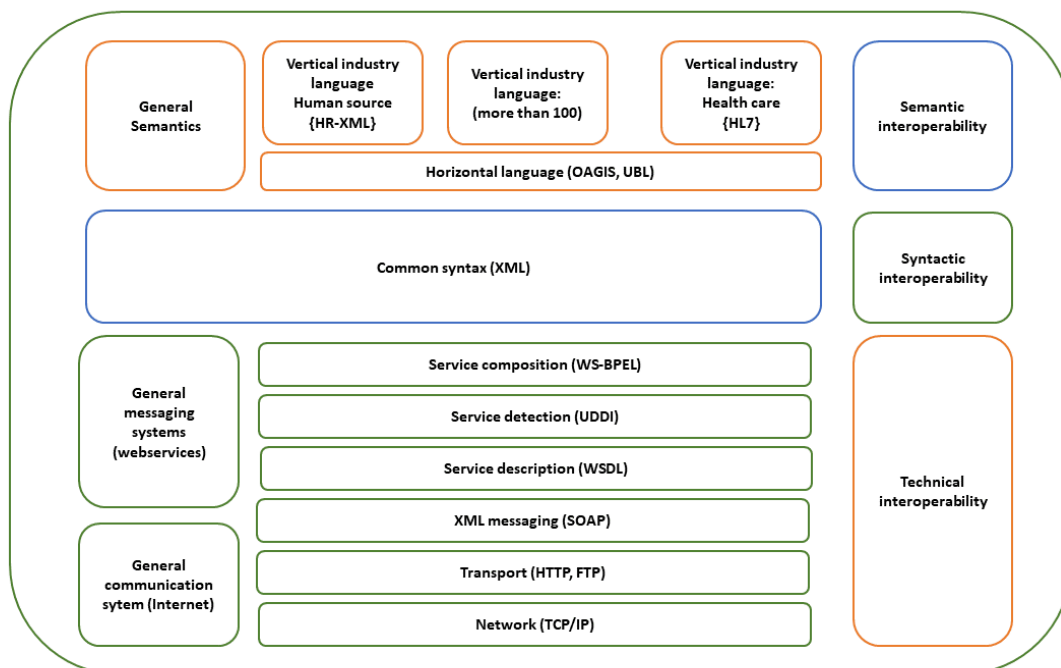 General
Semantics
Vertical industry
language
Human source
{HR-XML}
Vertical industry
language:
(more than 100)
Vertical industry
language:
Health care
{HL7}
Semantic
interoperability
Horizontal language (OAGIS, UBL)
Common syntax (XML)
Syntactic
interoperability
General
messaging
systems
(webservices)
Service composition (WS-BPEL)
Service detection (UDDI)
Service description (WSDL)
Technical
interoperability
XML messaging (SOAP)
General
communication
sytem (Internet)
Transport (HTTP, FTP)
Network (TCP/IP)